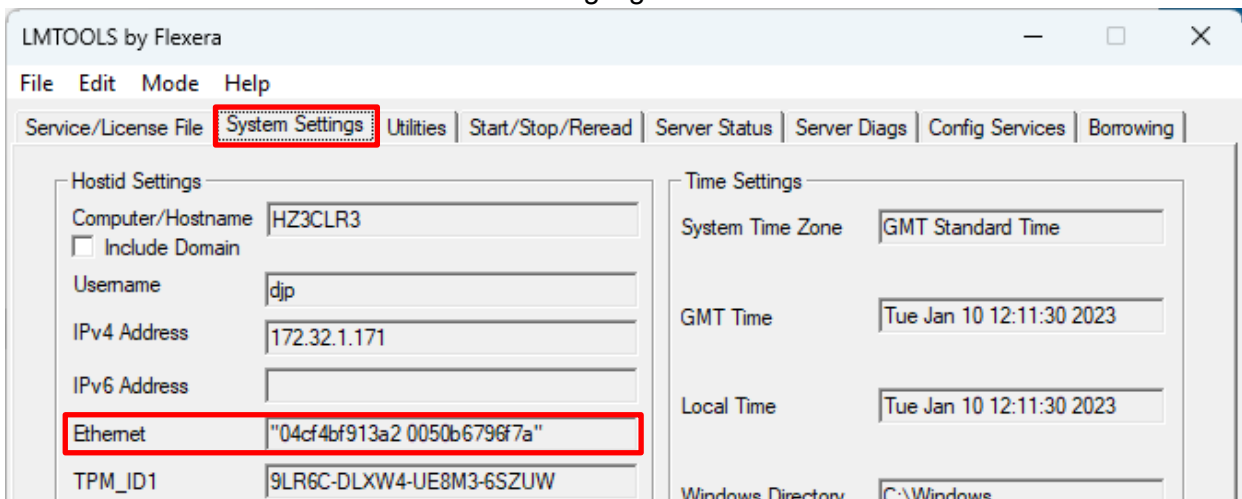 LMTOOLS by Flexera
File Edit Mode Help
Service/License File System Settings Utilities Start/Stop/Reread Server Status Server Diags Config Services Borrowing
Hostid Settings
Computer/Hostname HZ3CLR3
Include Domain
Username djp
IPv4 Address 172.32.1.171
IPv6 Address
Ethernet "04cf4bf913a2 0050b6796f7a"
TPM_ID1 9LR6C-DLXW4-UE8M3-6SZUW
Time Settings
System Time Zone GMT Standard Time
GMT Time Tue Jan 10 12:11:30 2023
Local Time Tue Jan 10 12:11:30 2023
Windows Directory C:\Windows